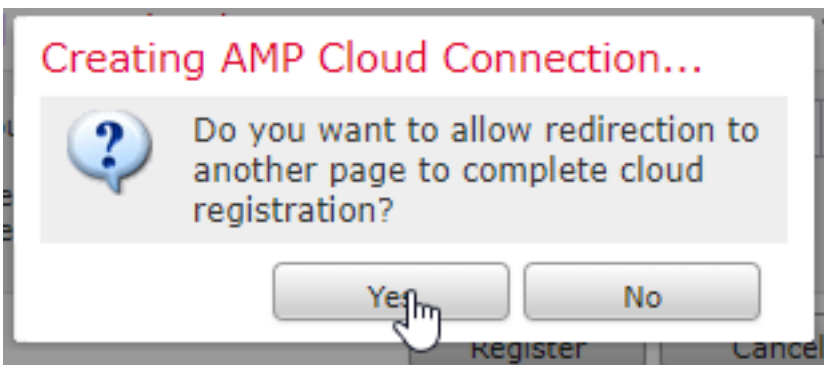 Creating AMP Cloud Connection...
Do you want to allow redirection to
another page to complete cloud
registration?
Yes No
Register Cancel